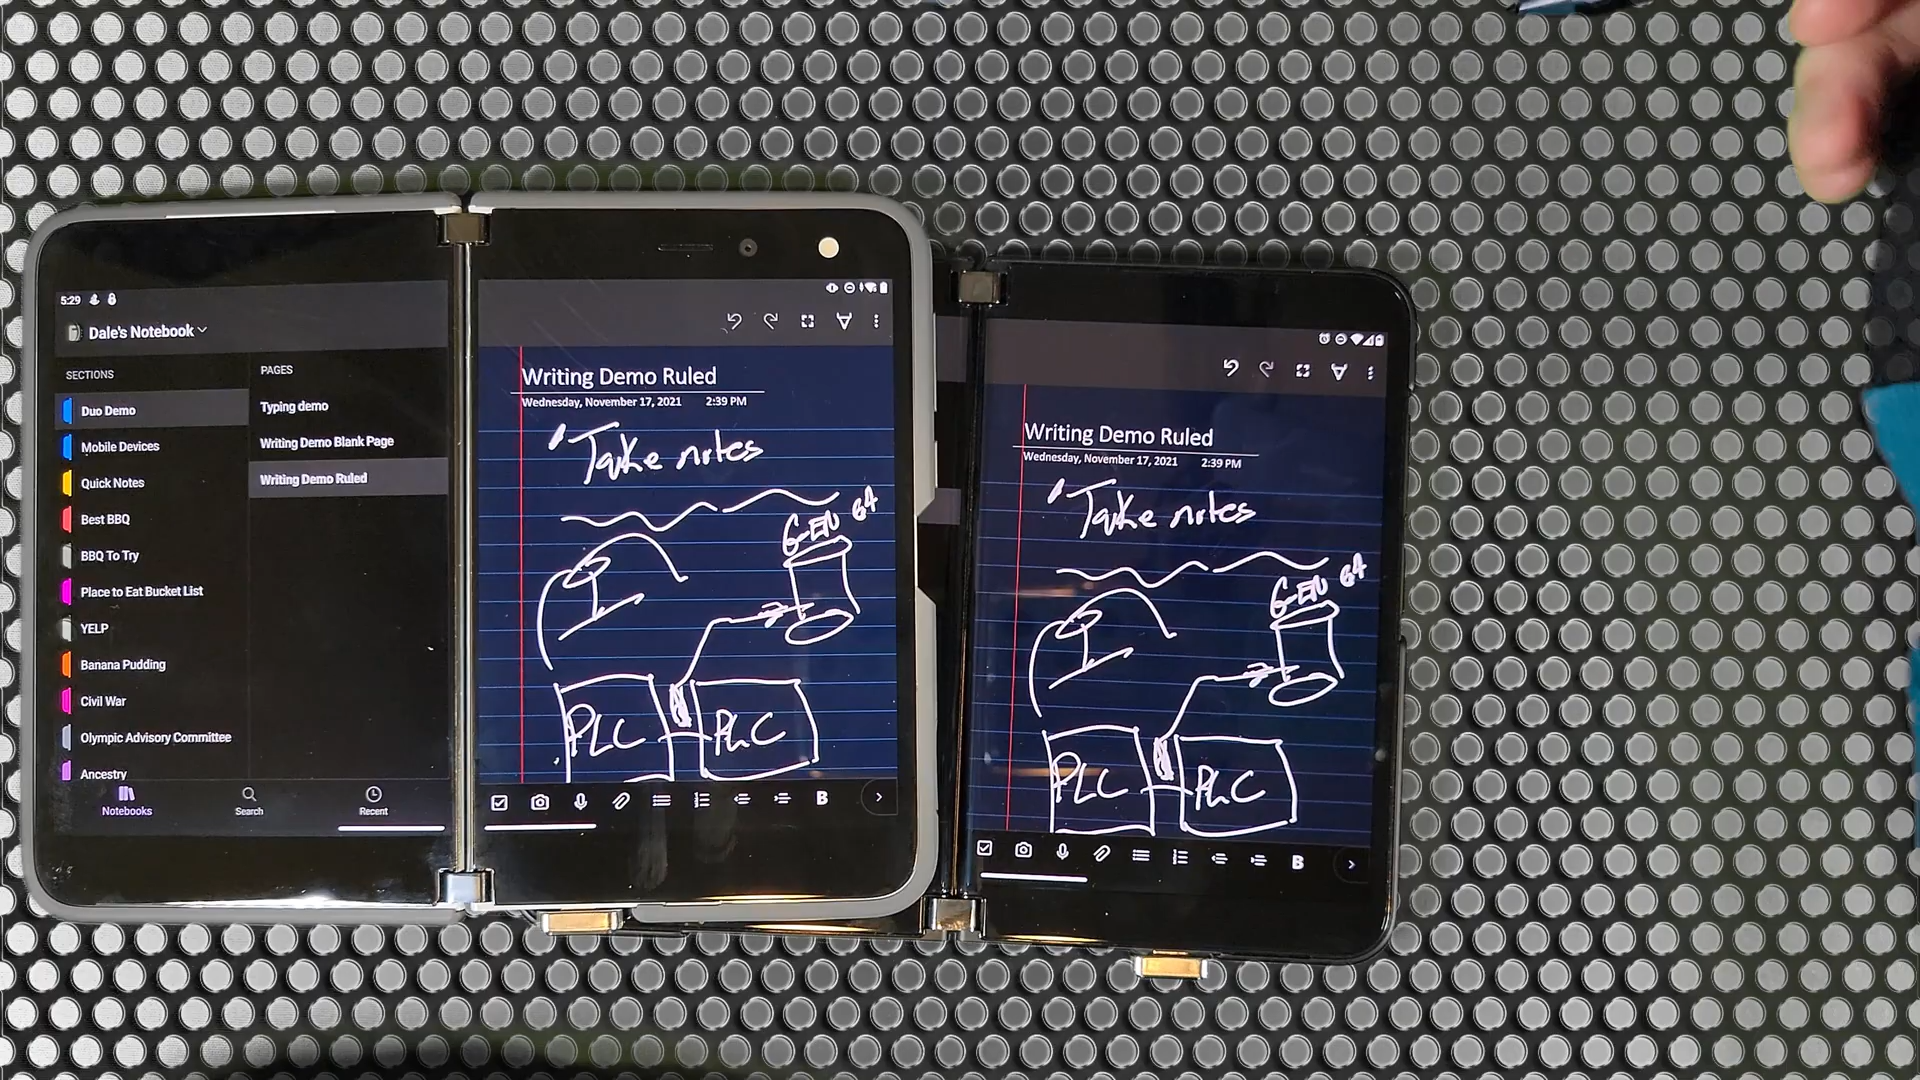 5:29
Dale's Notebook
SECTIONS
Duo Demo
Mobile Devices
Quick Notes
Best BBQ
BBQ To Try
Place to Eat Bucket List
YELP
Banana Pudding
Civil War
Olympic Advisory Committee
Ancestry
Notebooks
Search
Recent
PAGES
Typing demo
Writing Demo Blank Page
Writing Demo Ruled
Writing Demo Ruled
Wednesday, November 17, 2021 2:39 PM
Take notes
G-EN
PLC PLC
B
Writing Demo Ruled
Wednesday, November 17, 2021 2:39 PM
Take notes
G-EN
PLC PLC
B